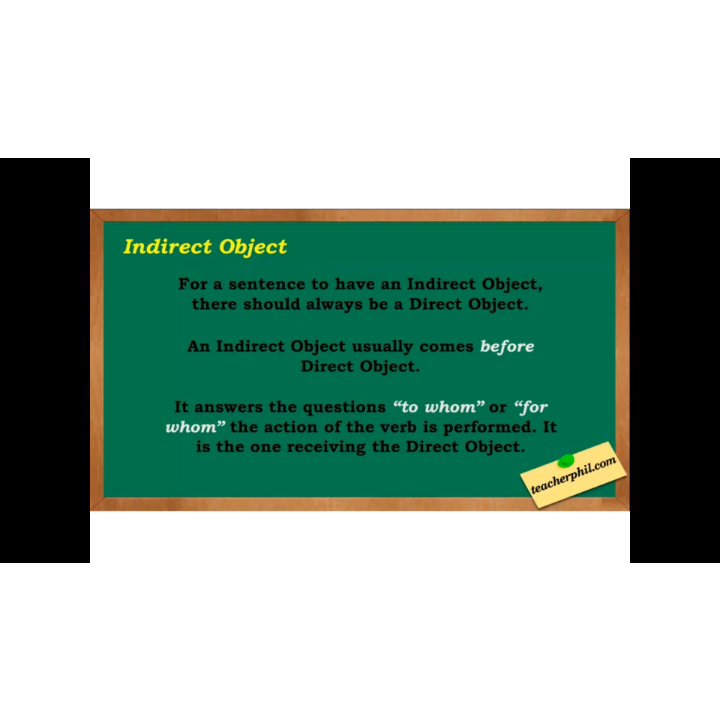 Indirect Object
For a sentence to have an Indirect Object,
there should always be a Direct Object.
An Indirect Object usually comes before
Direct Object.
It answers the questions “to whom” or “for
whom” the action of the verb is performed. It
is the one receiving the Direct Object.
teacherphil.com